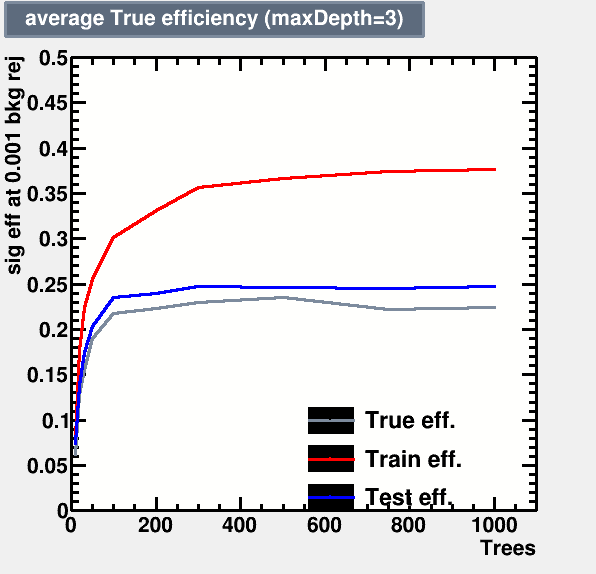 average True efficiency (maxDepth=3)
sig eff at 0.001 bkg rej
0.5
0.45
0.4
0.35
0.3
0.25
0.2
0.15
0.1
0.05
0
True eff.
Train eff.
Test eff.
0 200 400 600 800 1000
Trees